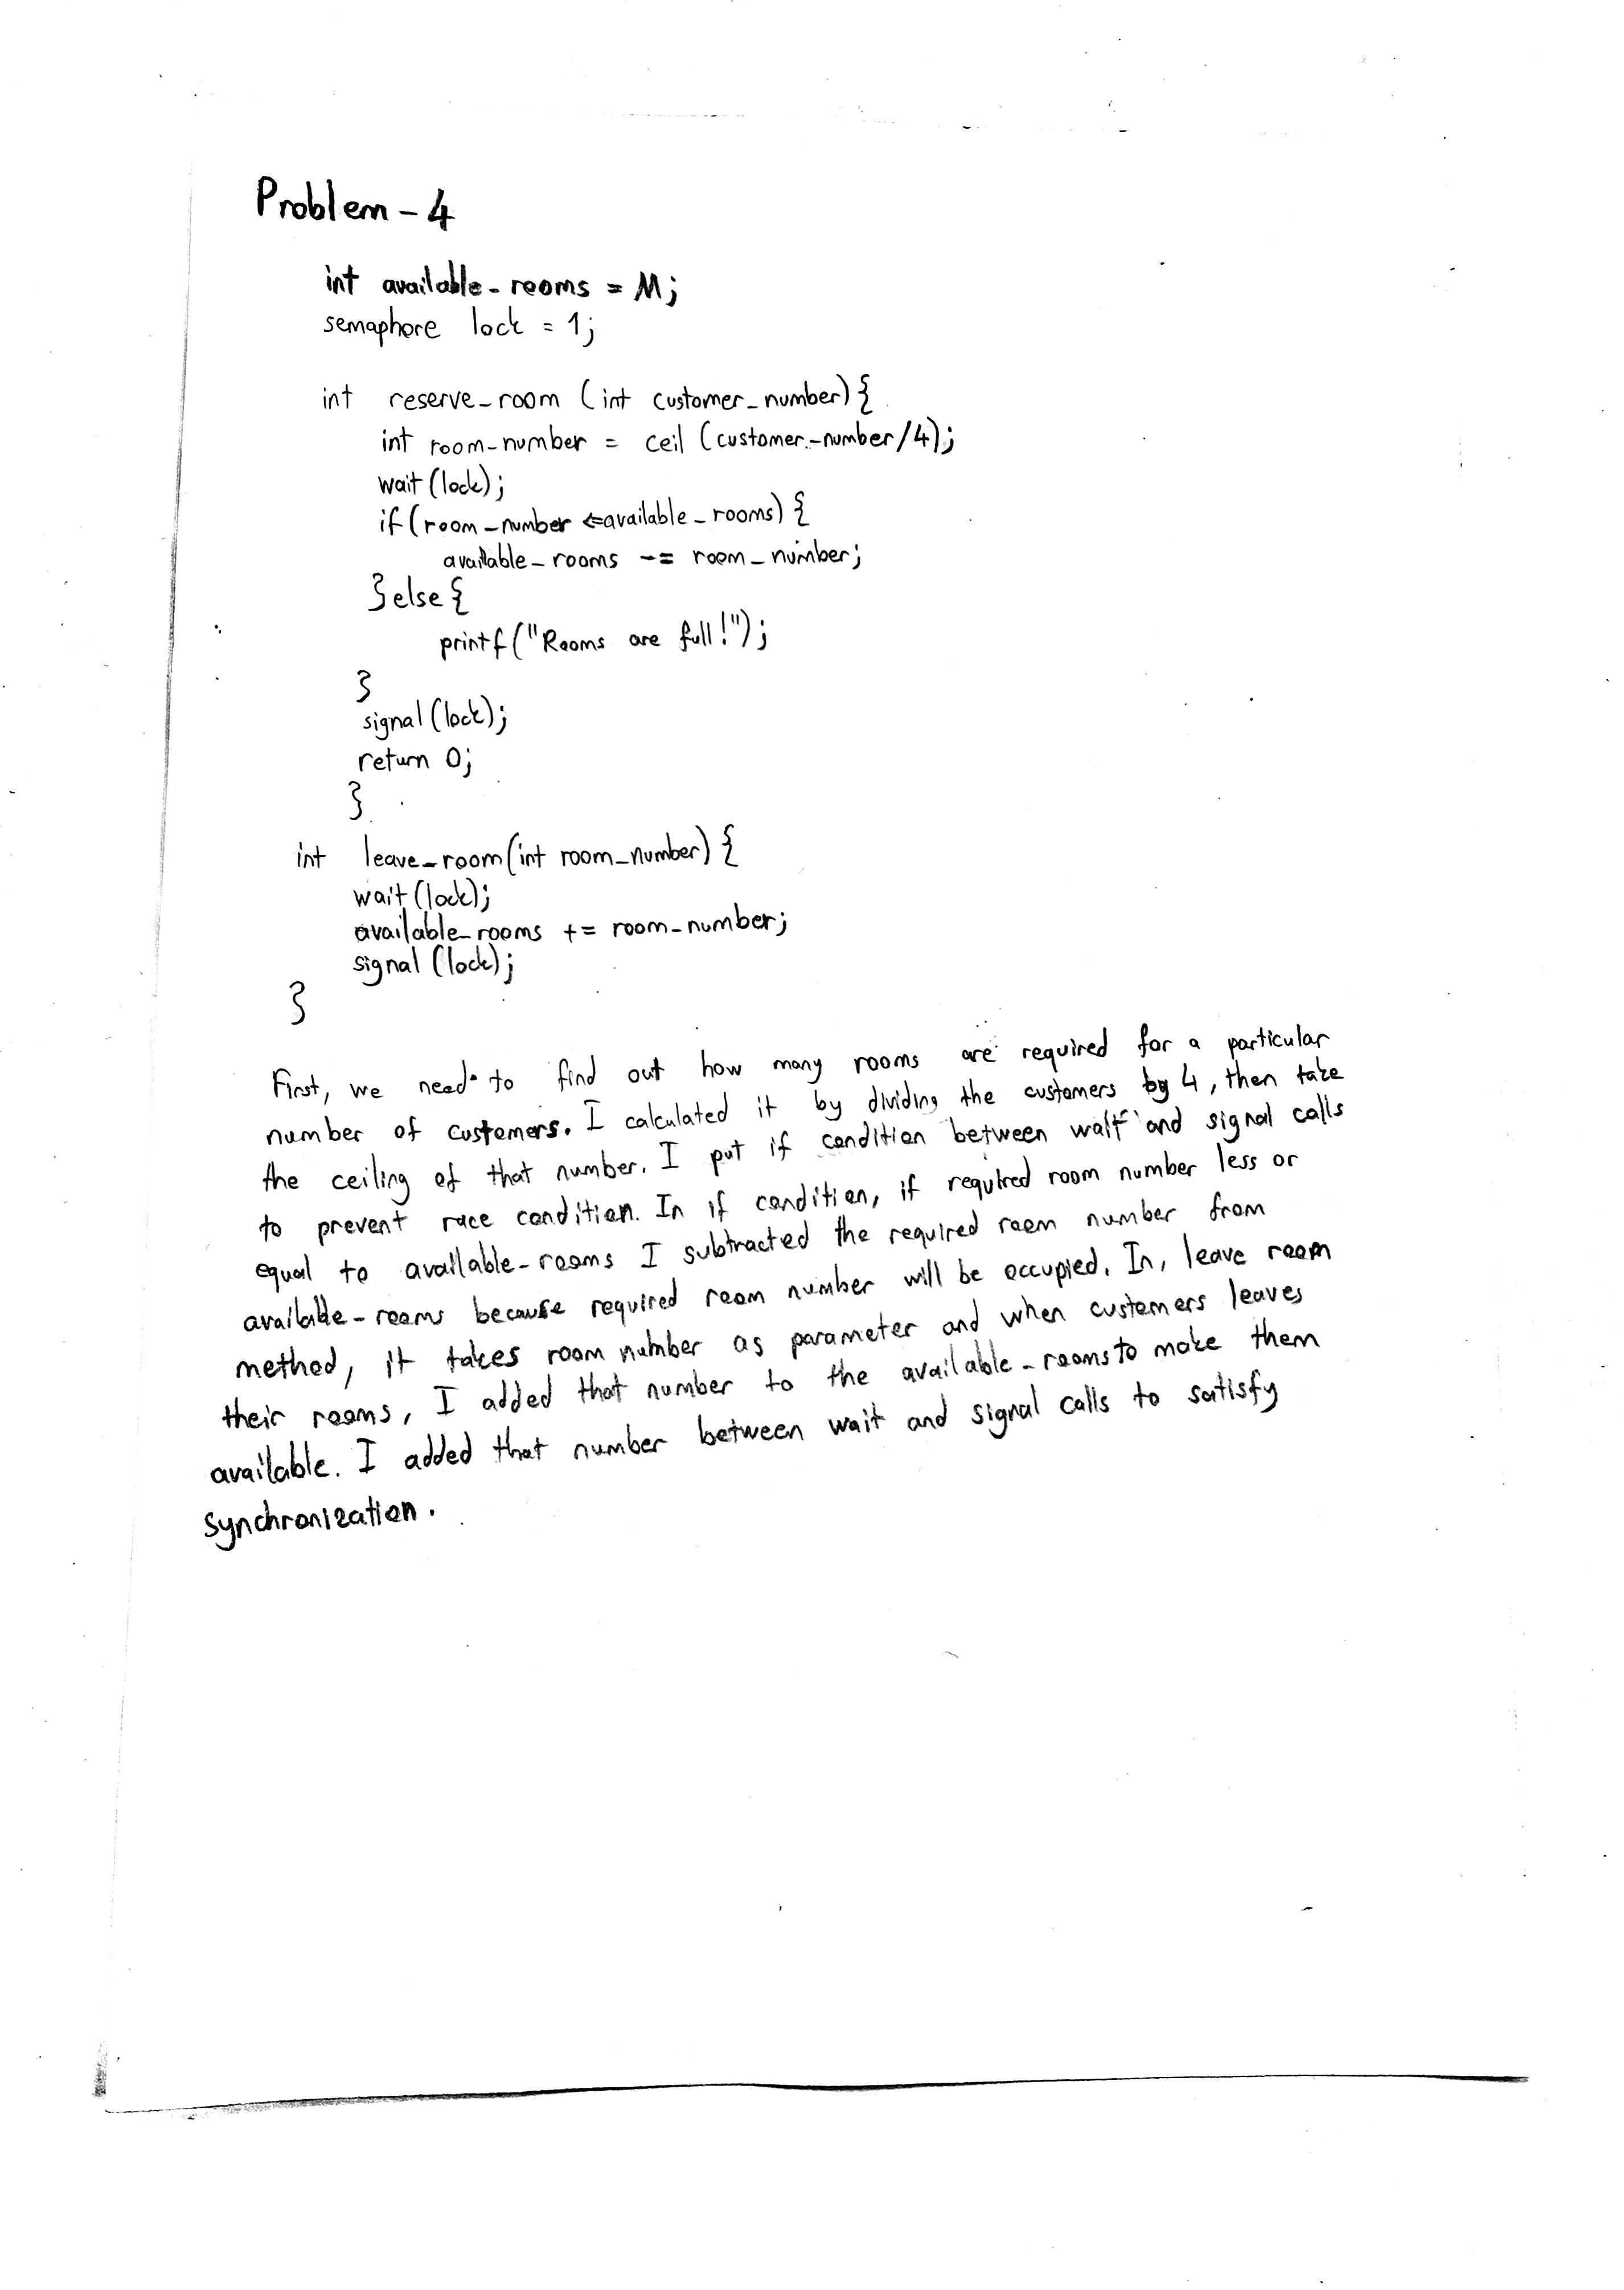 Problem - 4
int available_rooms = M;
semaphore lock = 1;
int reserve_room (int customer_number) {
int room_number = ceil (customer_number/4);
wait (lock);
if (room_number <= available_rooms) {
available_rooms -= room_number;
} else {
printf ("Rooms are full!");
}
signal (lock);
return 0;
}
int leave_room (int room_number) {
wait (lock);
available_rooms += room_number;
signal (lock);
}
First, we need to find out how many rooms are required for a particular
number of customers. I calculated it by dividing the customers by 4, then take
the ceiling of that number. I put if condition between wait and signal calls
to prevent race condition. In if condition, if required room number less or
equal to available-rooms I subtracted the required room number from
available-rooms because required room number will be occupied. In, leave room
method, it takes room number as parameter and when customers leaves
their rooms, I added that number to the available-rooms to make them
available. I added that number between wait and signal calls to satisfy
synchronization.